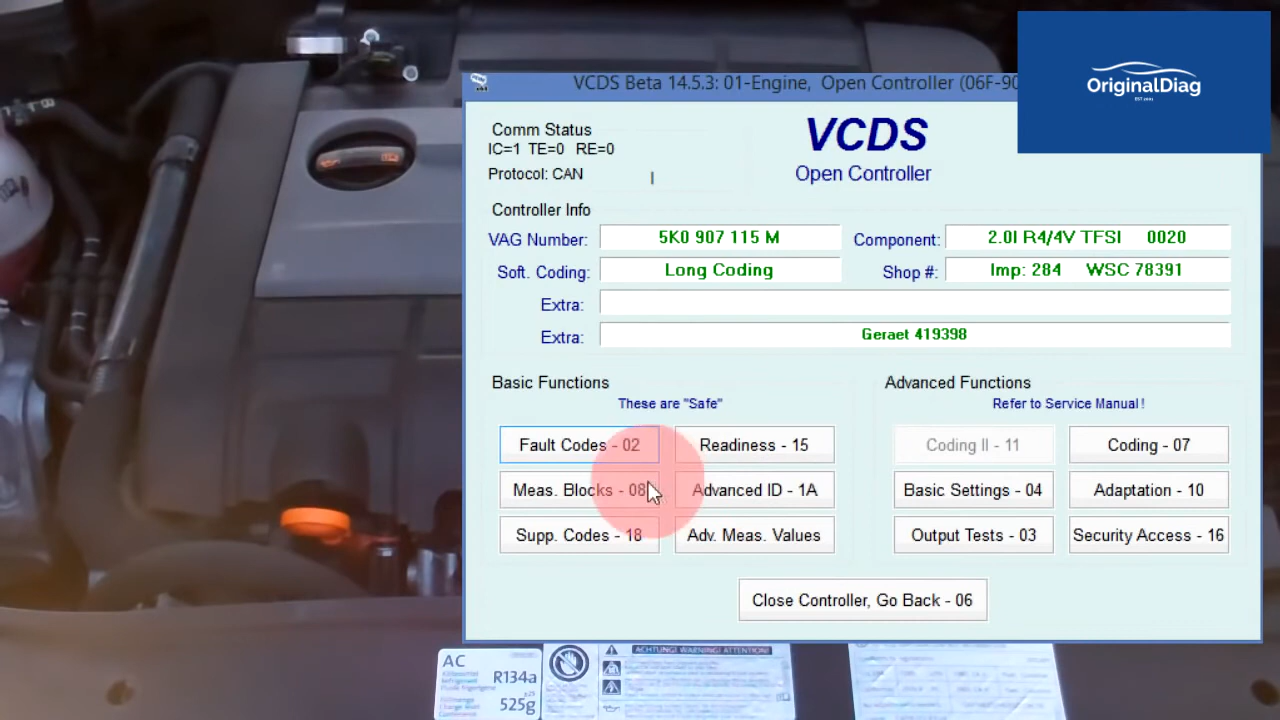 VCDS Beta 14.5.3: 01-Engine, Open Controller (06F-90
OriginalDiag
Comm Status
IC=1 TE=0 RE=0
Protocol: CAN
VCDS
Open Controller
Controller Info
VAG Number: 5K0 907 115 M Component: 2.0l R4/4V TFSI 0020
Soft. Coding: Long Coding Shop #: Imp: 284 WSC 78391
Extra:
Extra: Geraet 419398
Basic Functions
These are "Safe"
Fault Codes - 02 Readiness - 15
Meas. Blocks - 08 Advanced ID - 1A
Supp. Codes - 18 Adv. Meas. Values
Advanced Functions
Refer to Service Manual!
Coding II - 11 Coding - 07
Basic Settings - 04 Adaptation - 10
Output Tests - 03 Security Access - 16
Close Controller, Go Back - 06
AC
R134a
525g
ACHTUNG! WARNING! ATTENTION!